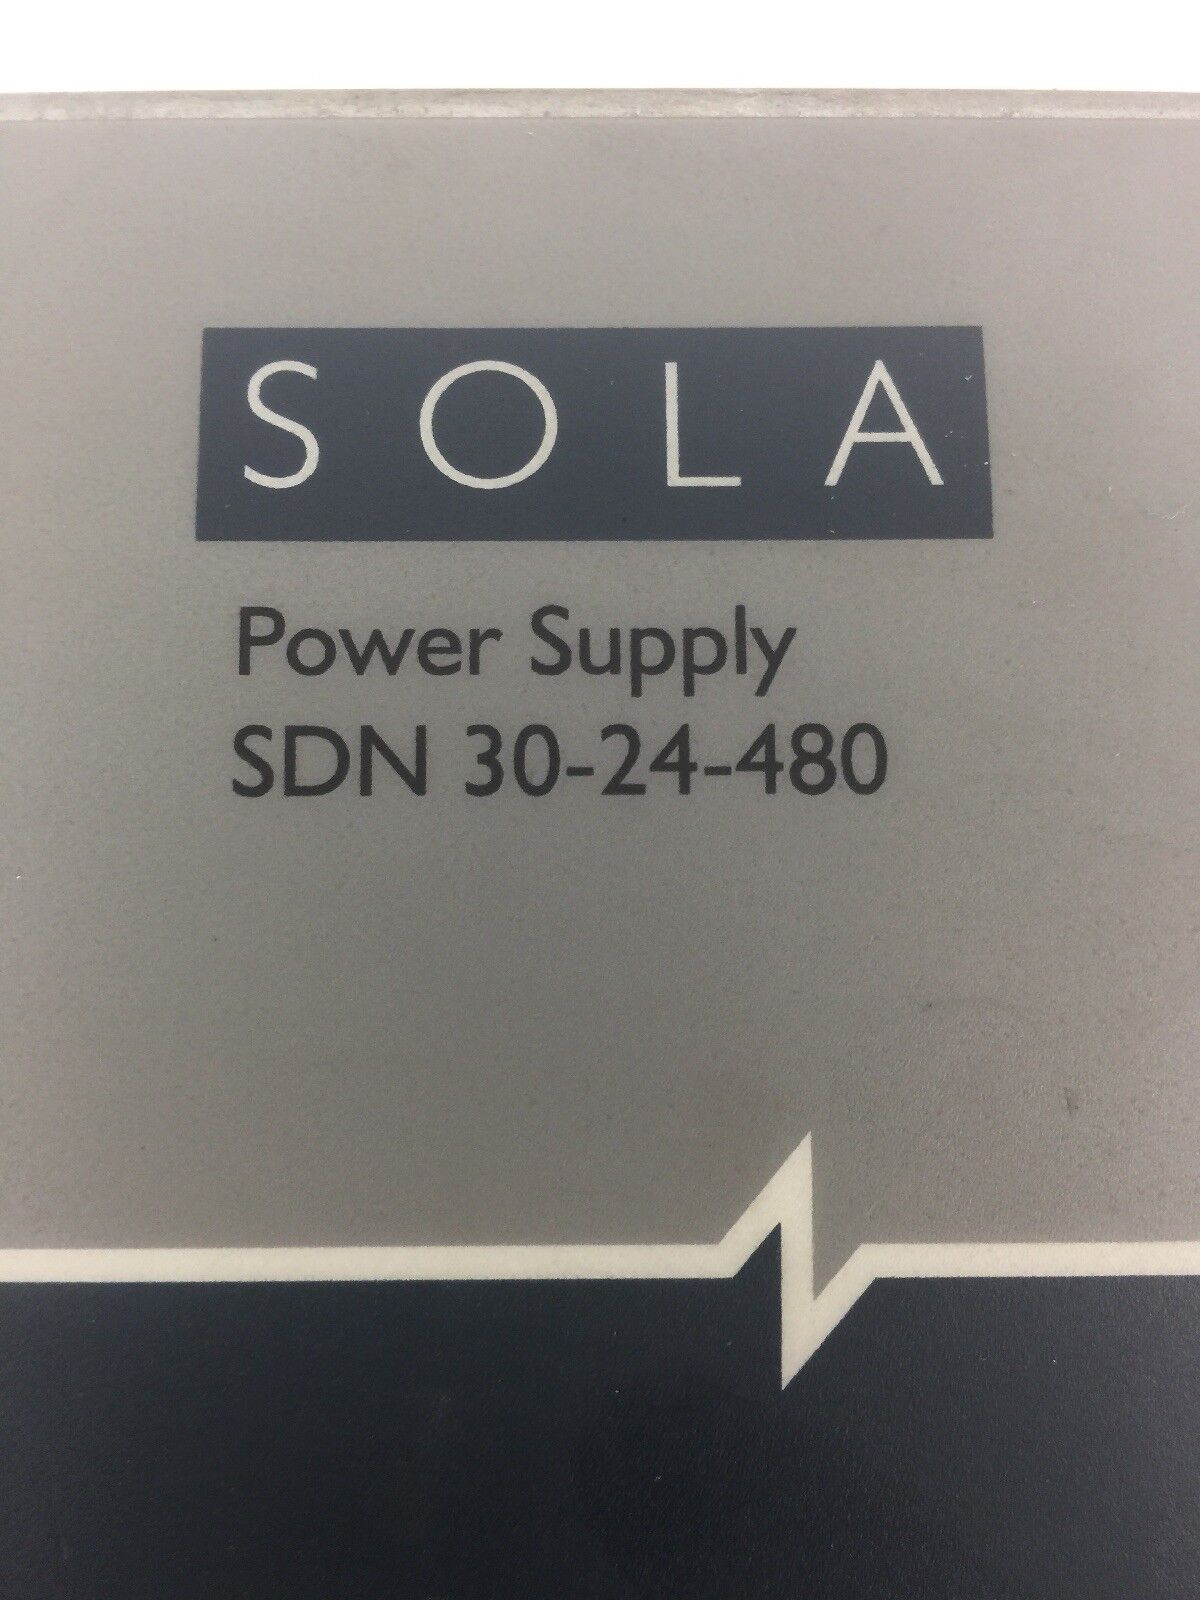 SOLA
Power Supply
SDN 30-24-480